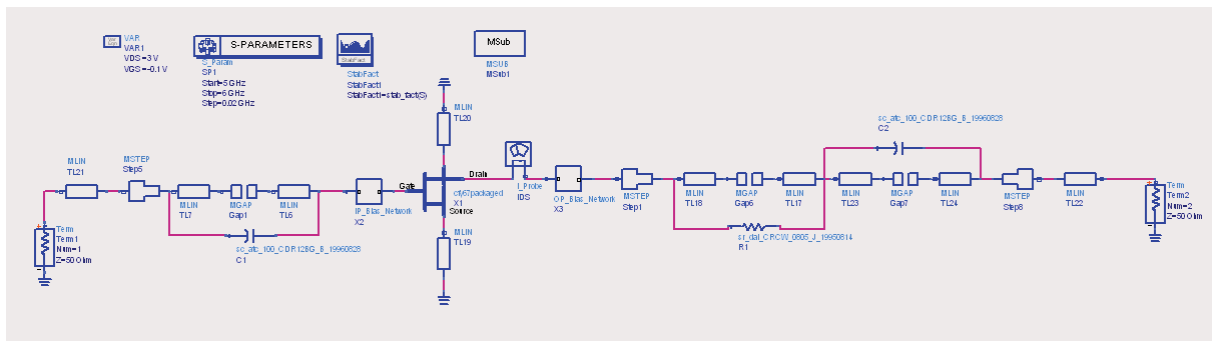 VAR
VAR1
VDS=3 V
VGS=-0.1 V
S-PARAMETERS
S_Param
SP1
Start=5 GHz
Stop=6 GHz
Step=0.02 GHz
StabFact
StabFact
StabFact1
StabFact1=stab_fact(S)
MSub
MSUB
MSub1
MLIN
TL20
MLIN
TL21
MSTEP
Step5
MLIN
TL7
MGAP
Gap1
MLIN
TL6
IP_Bias_Network
X2
Gate
Drain
Source
cfy67packaged
X1
I_Probe
IDS
OP_Bias_Network
X3
MSTEP
Step1
MLIN
TL18
MGAP
Gap6
MLIN
TL17
MLIN
TL23
MGAP
Gap7
MLIN
TL24
MSTEP
Step8
MLIN
TL22
sc_atc_100_CDR12BG_B_19960828
C2
sr_dal_CRCW_0805_J_19950814
R1
Term
Term1
Num=1
Z=50 Ohm
sc_atc_100_CDR12BG_B_19960828
C1
MLIN
TL19
Term
Term2
Num=2
Z=50 Ohm